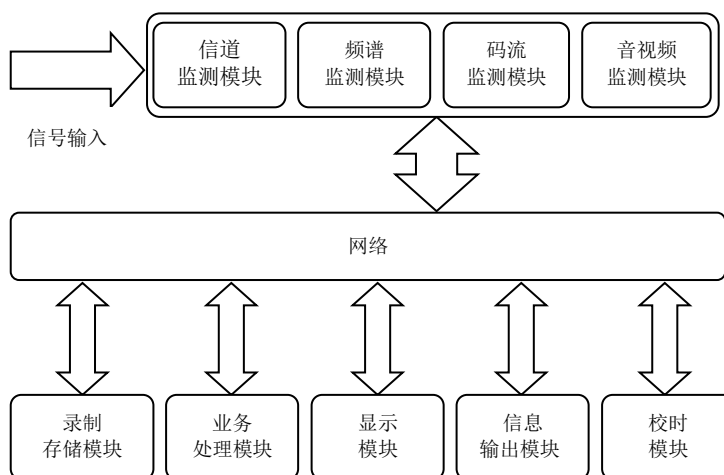 信道
监测模块
频谱
监测模块
码流
监测模块
音视频
监测模块
信号输入
网络
录制
存储模块
业务
处理模块
显示
模块
信息
输出模块
校时
模块